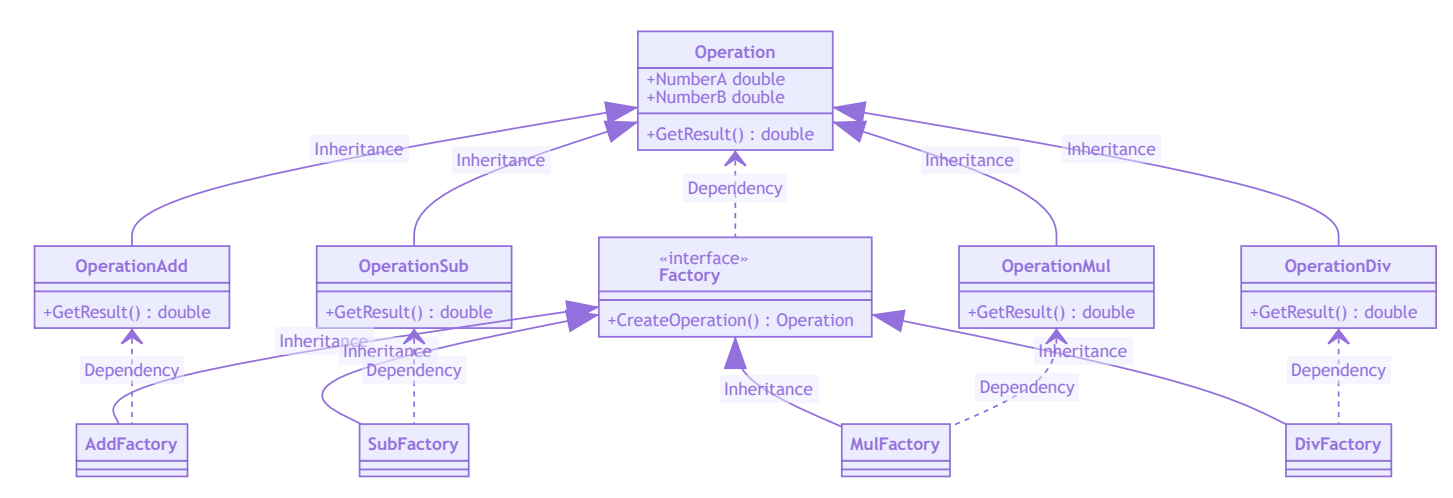 Operation
+NumberA double
+NumberB double
+GetResult() : double
Inheritance
Inheritance
Inheritance
Inheritance
Dependency
OperationAdd
+GetResult() : double
OperationSub
+GetResult() : double
«interface»
Factory
+CreateOperation() : Operation
OperationMul
+GetResult() : double
OperationDiv
+GetResult() : double
Inheritance
Inheritance
Inheritance
Inheritance
Dependency
Dependency
Dependency
Dependency
AddFactory
SubFactory
MulFactory
DivFactory